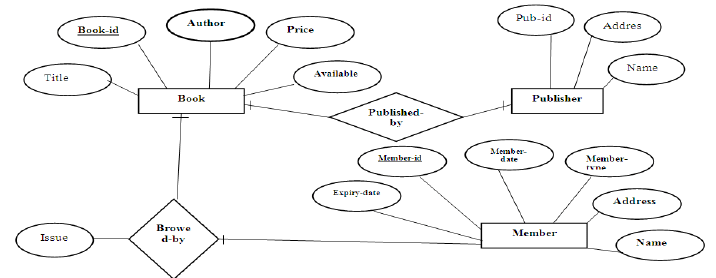 Book-id
Author
Price
Title
Available
Book
Pub-id
Addres
Name
Publisher
Published-
by
Member-id
Member-
date
Member-
type
Expiry-date
Address
Member
Name
Issue
Browe
d-by